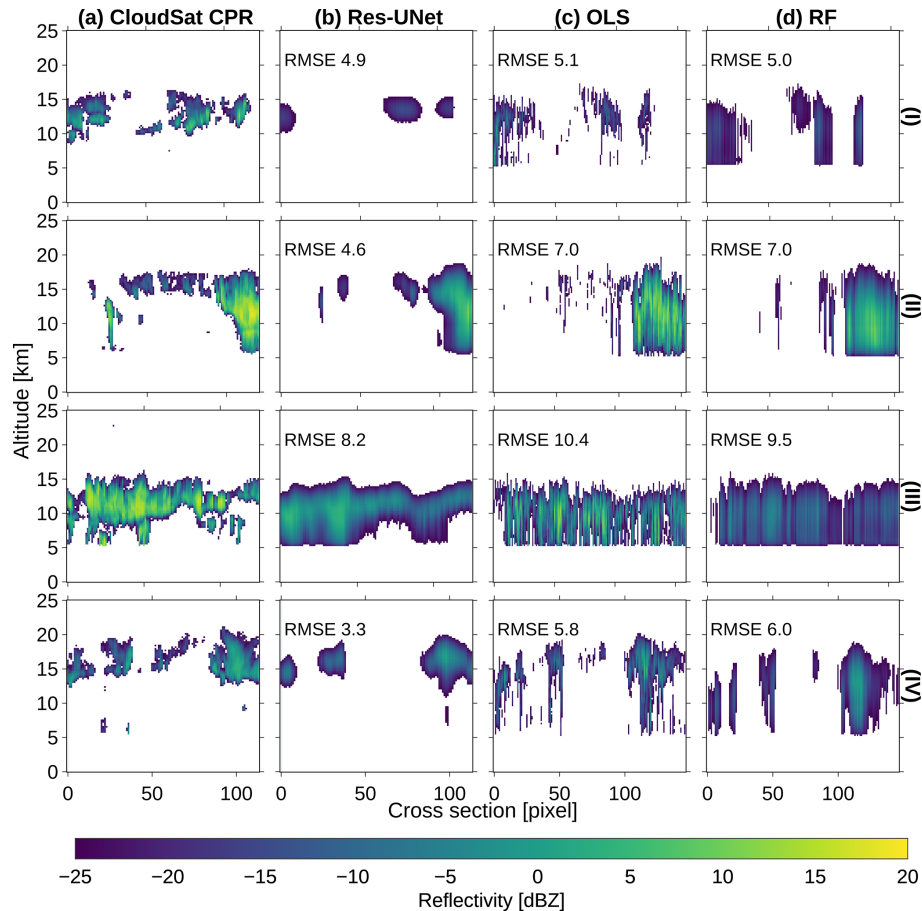 (a) CloudSat CPR (b) Res-UNet (c) OLS (d) RF
25
20
15
10
5
0
RMSE 4.9 RMSE 5.1 RMSE 5.0
(I)
25
20
15
10
5
0
RMSE 4.6 RMSE 7.0 RMSE 7.0
(II)
Altitude [km]
25
20
15
10
5
0
RMSE 8.2 RMSE 10.4 RMSE 9.5
(III)
25
20
15
10
5
0
RMSE 3.3 RMSE 5.8 RMSE 6.0
(IV)
0 50 100 0 50 100 0 50 100 0 50 100
Cross section [pixel]
−25 −20 −15 −10 −5 0 5 10 15 20
Reflectivity [dBZ]